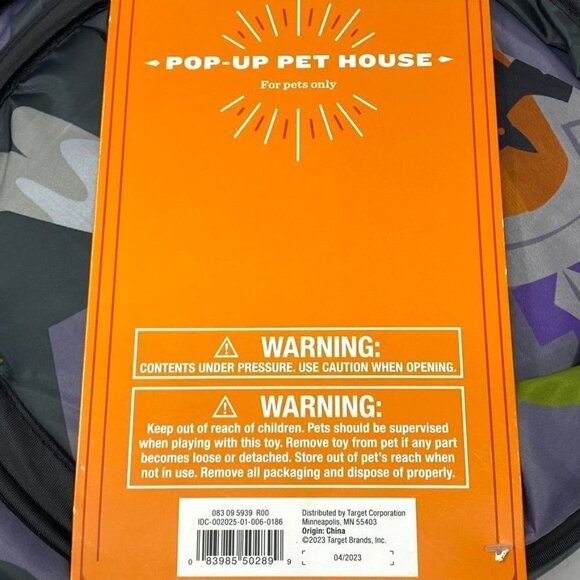 POP-UP PET HOUSE
For pets only
WARNING:
CONTENTS UNDER PRESSURE. USE CAUTION WHEN OPENING.
WARNING:
Keep out of reach of children. Pets should be supervised
when playing with this toy. Remove toy from pet if any part
becomes loose or detached. Store out of pet's reach when
not in use. Remove all packaging and dispose of properly.
083 09 5939 R00
IDC-002025-01-006-0186
0 83985 50289 9
Distributed by Target Corporation
Minneapolis, MN 55403
Origin: China
©2023 Target Brands, Inc.
04/2023